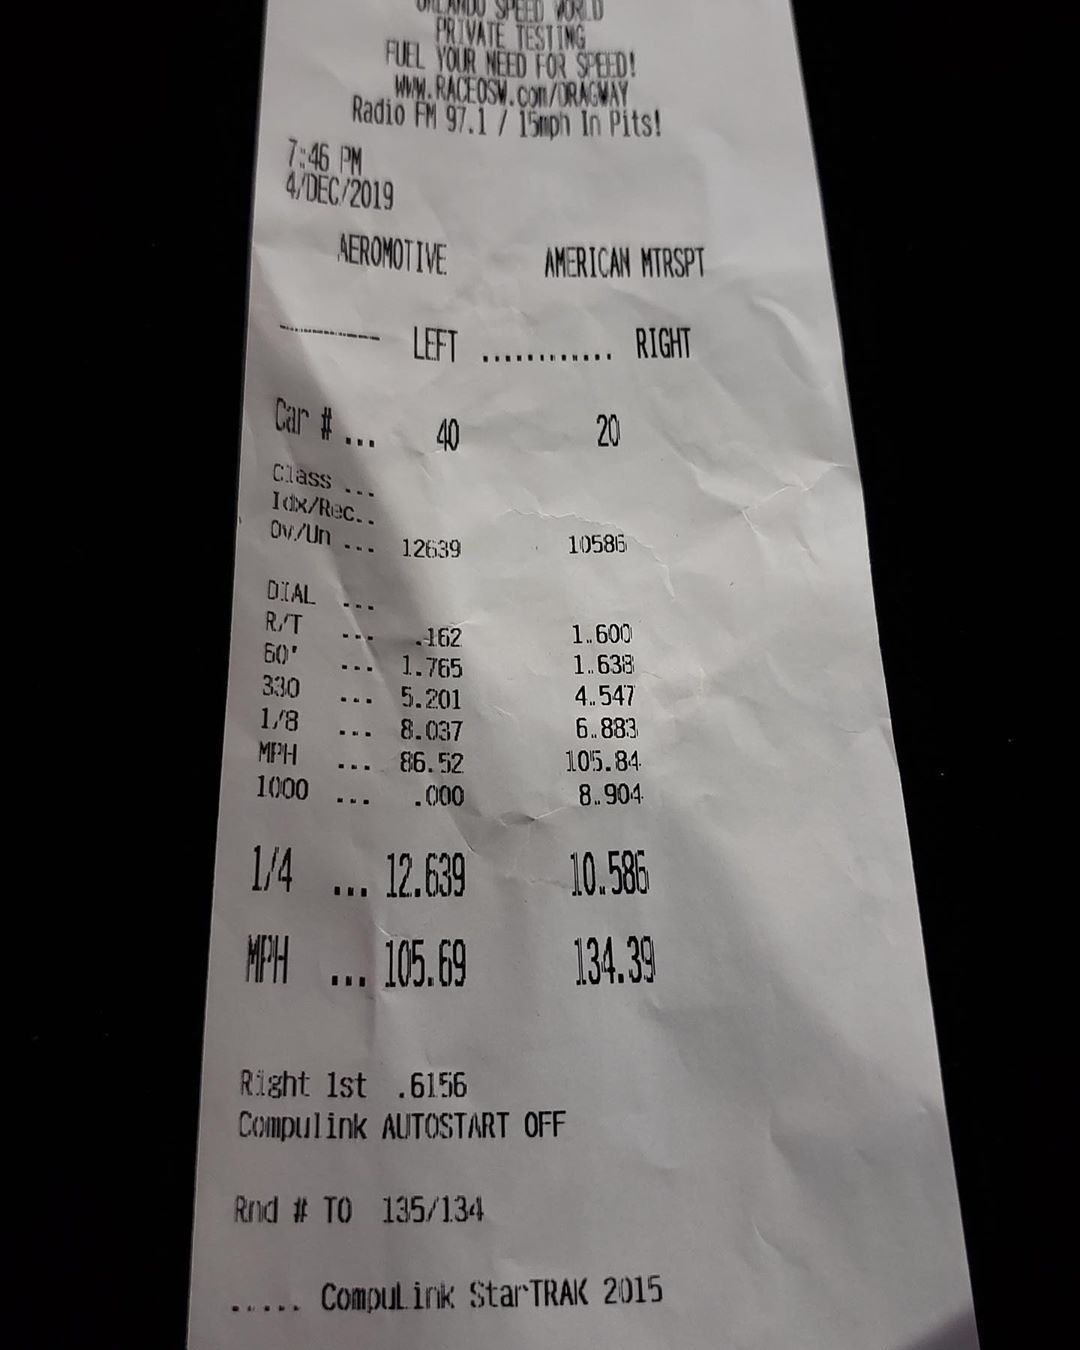 ORLANDO SPEED WORLD
PRIVATE TESTING
FUEL YOUR NEED FOR SPEED!
WWW.RACEOSW.com/DRAGWAY
Radio FM 97.1 / 15mph In Pits!
7:46 PM
4/DEC/2019
AEROMOTIVE AMERICAN MTRSPT
---------- LEFT ............ RIGHT
Car # ... 40 20
Class ...
Idx/Rec..
Ov/Un ... 12639 10586
DIAL ...
R/T ... .162 1.600
60' ... 1.765 1.638
330 ... 5.201 4.547
1/8 ... 8.037 6.883
MPH ... 86.52 105.84
1000 ... .000 8.904
1/4 ... 12.639 10.586
MPH ... 105.69 134.39
Right 1st .6156
Compulink AUTOSTART OFF
Rnd # TO 135/134
..... CompuLink StarTRAK 2015